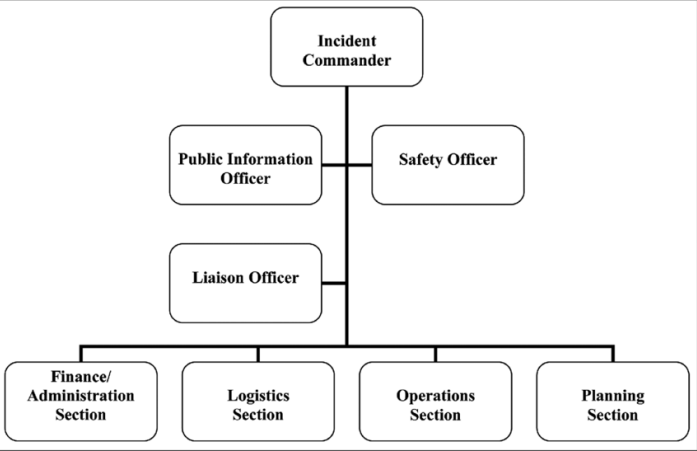 Incident
Commander
Public Information
Officer
Safety Officer
Liaison Officer
Finance/
Administration
Section
Logistics
Section
Operations
Section
Planning
Section